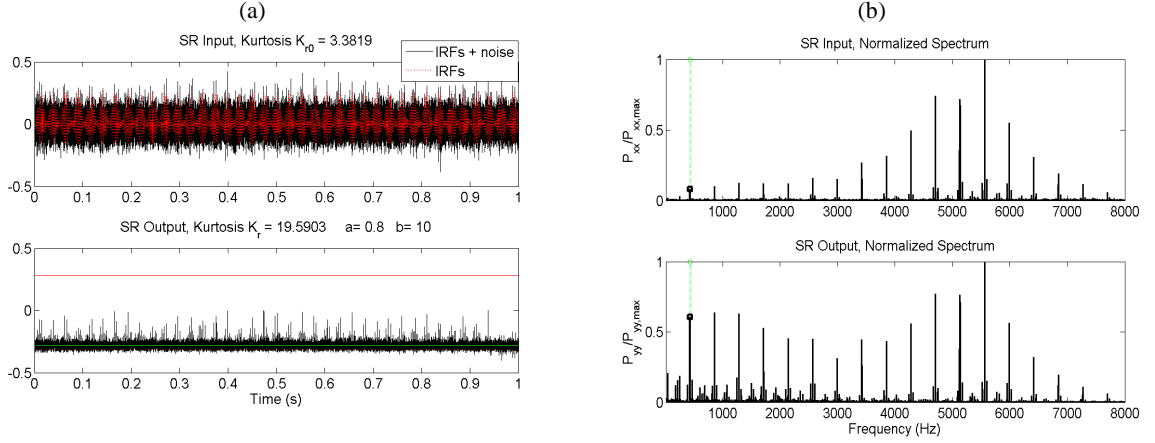 (a)
SR Input, Kurtosis K_r0 = 3.3819
IRFs + noise
IRFs
0.5
0
-0.5
0 0.1 0.2 0.3 0.4 0.5 0.6 0.7 0.8 0.9 1
SR Output, Kurtosis K_r = 19.5903 a= 0.8 b= 10
0.5
0
-0.5
0 0.1 0.2 0.3 0.4 0.5 0.6 0.7 0.8 0.9 1
Time (s)
(b)
SR Input, Normalized Spectrum
P_xx/P_xx,max
1
0.5
0
1000 2000 3000 4000 5000 6000 7000 8000
SR Output, Normalized Spectrum
P_yy/P_yy,max
1
0.5
0
1000 2000 3000 4000 5000 6000 7000 8000
Frequency (Hz)